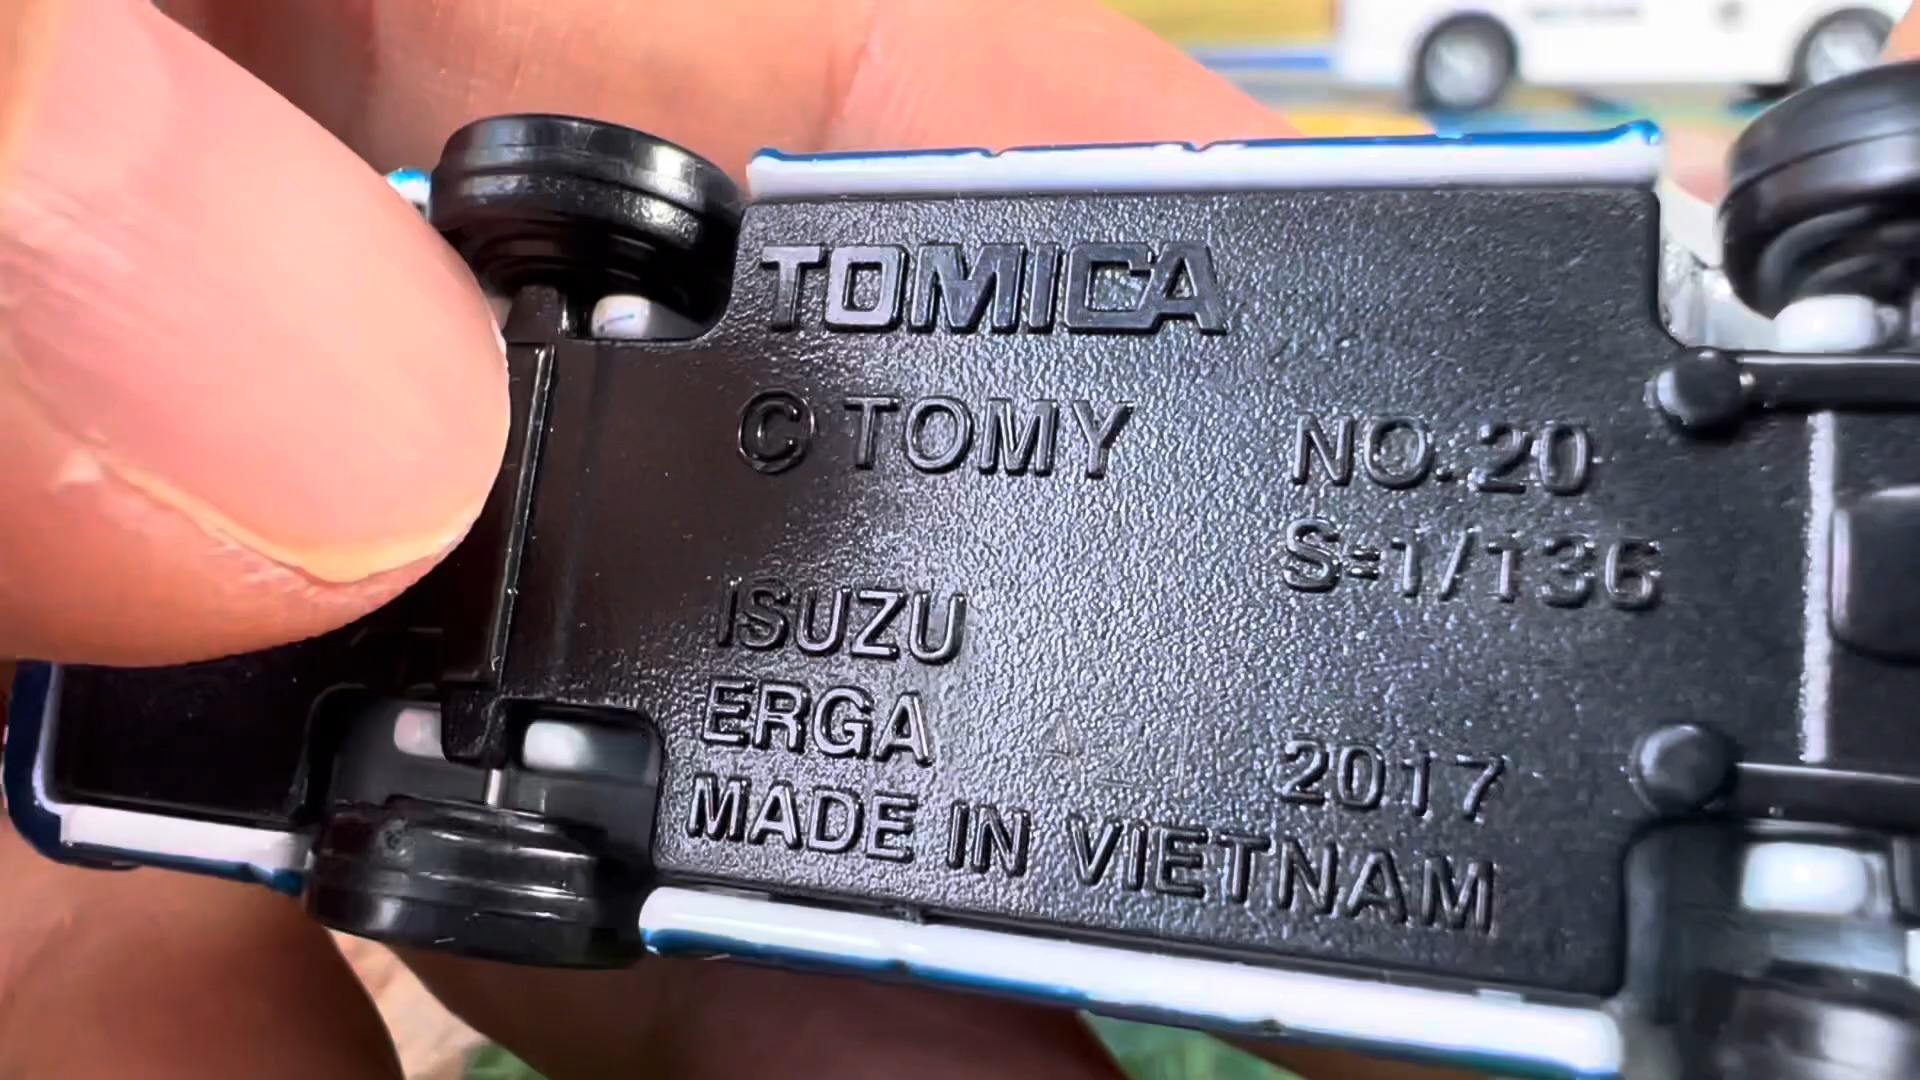 TOMICA
© TOMY NO. 20
S=1/136
ISUZU
ERGA 2017
MADE IN VIETNAM